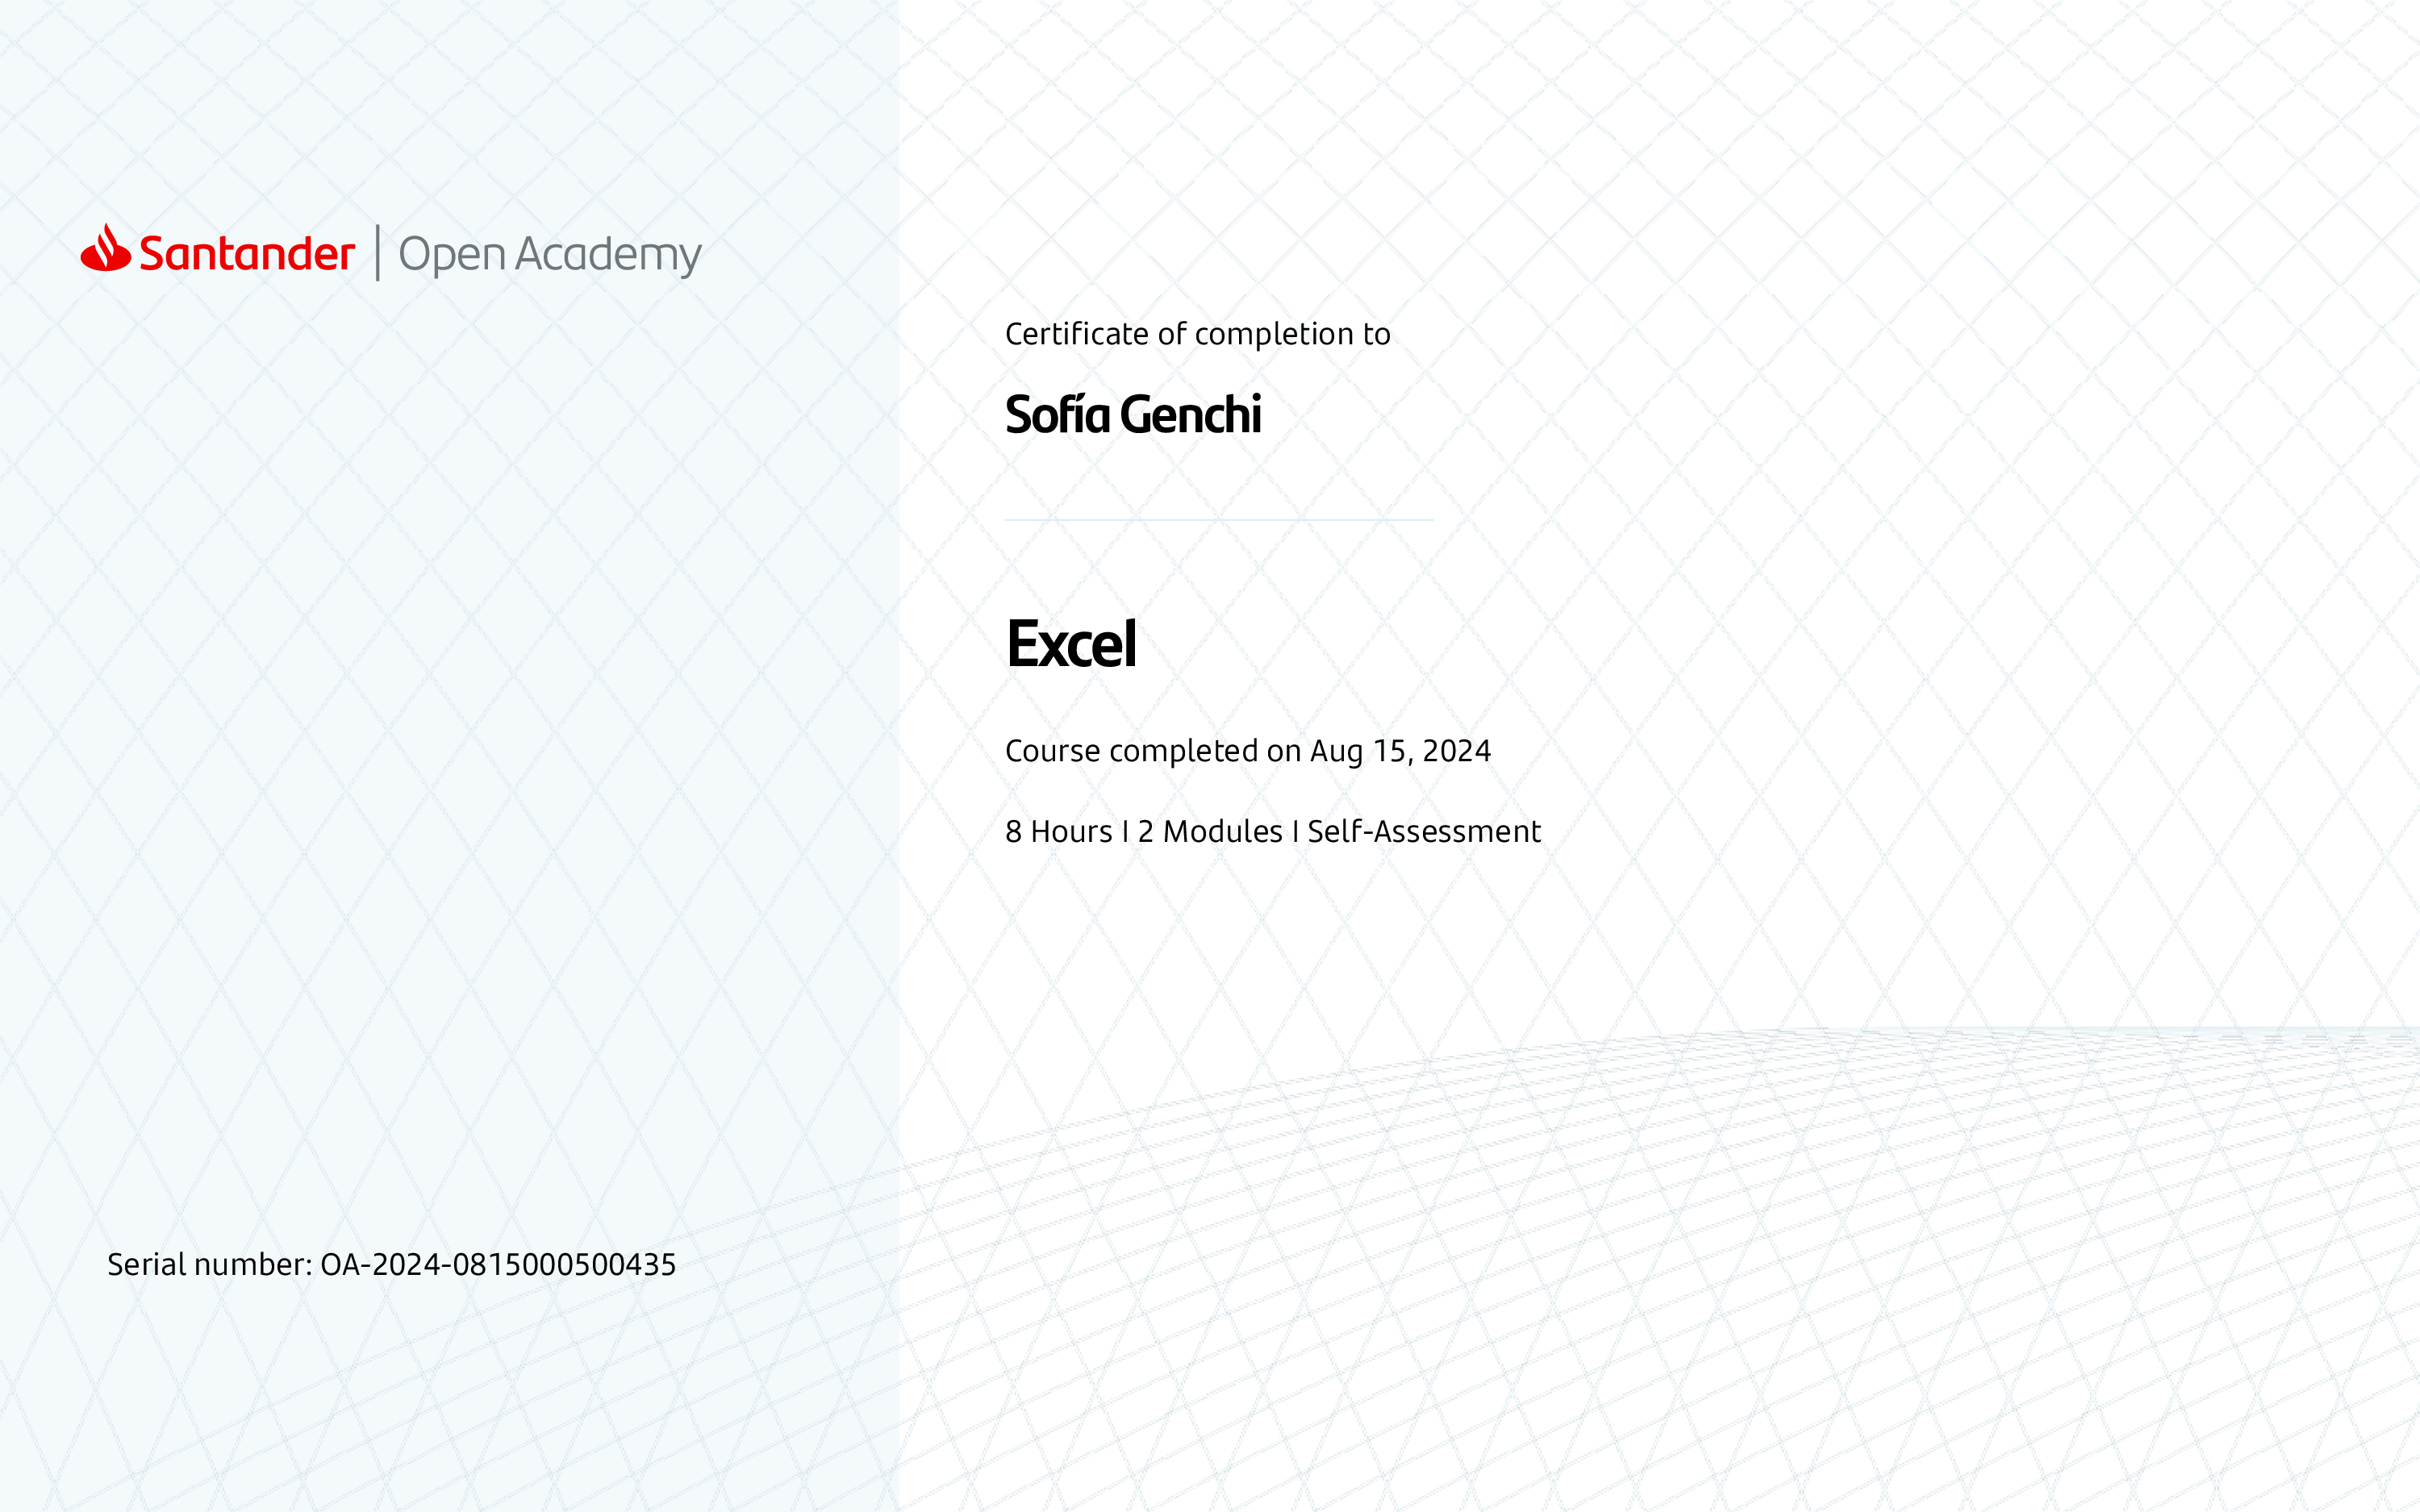 Santander | Open Academy
Certificate of completion to
Sofía Genchi
Excel
Course completed on Aug 15, 2024
8 Hours I 2 Modules I Self-Assessment
Serial number: OA-2024-0815000500435